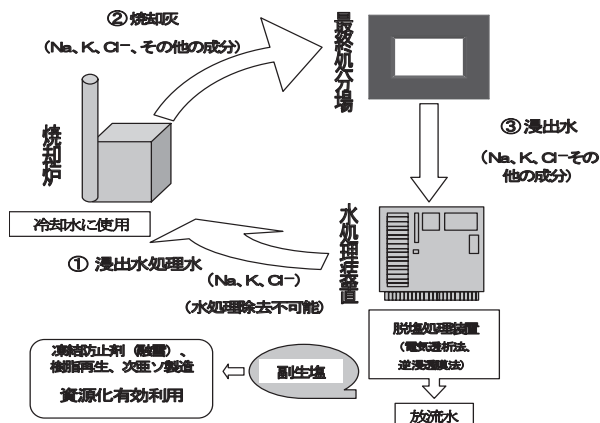 ② 焼却灰
(Na、K、Cl−、その他の成分)
最終処分場
焼却炉
③ 浸出水
(Na、K、Cl−その
他の成分)
冷却水に使用
水処理装置
① 浸出水処理水
(Na、K、Cl−)
(水処理除去不可能)
脱塩処理装置
(電気透析法、
逆浸透膜法)
凍結防止剤(融雪)、
樹脂再生、次亜ソ製造
資源化有効利用
副生塩
放流水